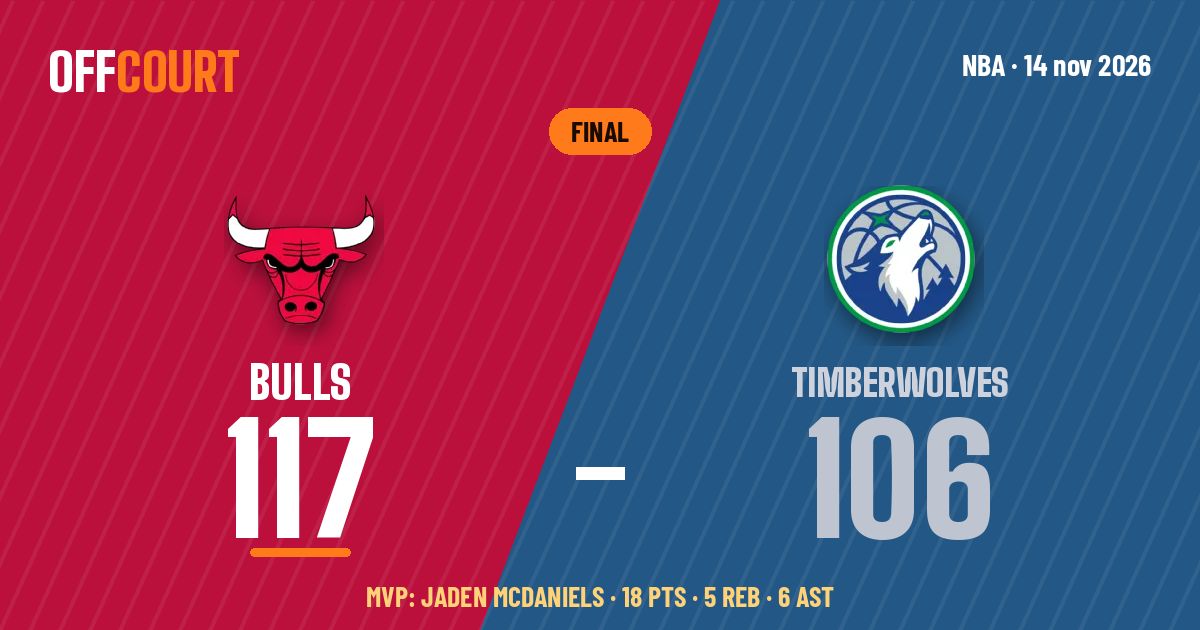 OFFCOURT
NBA · 14 nov 2026
FINAL
BULLS
TIMBERWOLVES
117
–
106
MVP: JADEN MCDANIELS · 18 PTS · 5 REB · 6 AST